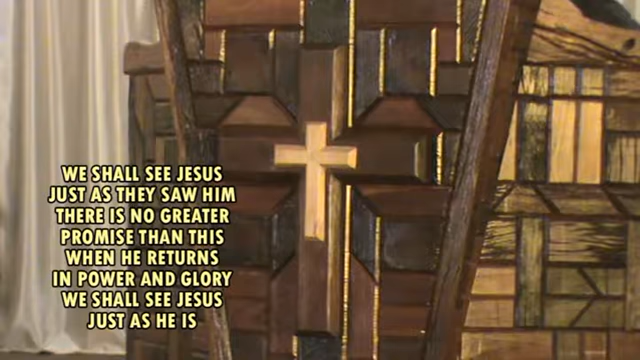 WE SHALL SEE JESUS
JUST AS THEY SAW HIM
THERE IS NO GREATER
PROMISE THAN THIS
WHEN HE RETURNS
IN POWER AND GLORY
WE SHALL SEE JESUS
JUST AS HE IS